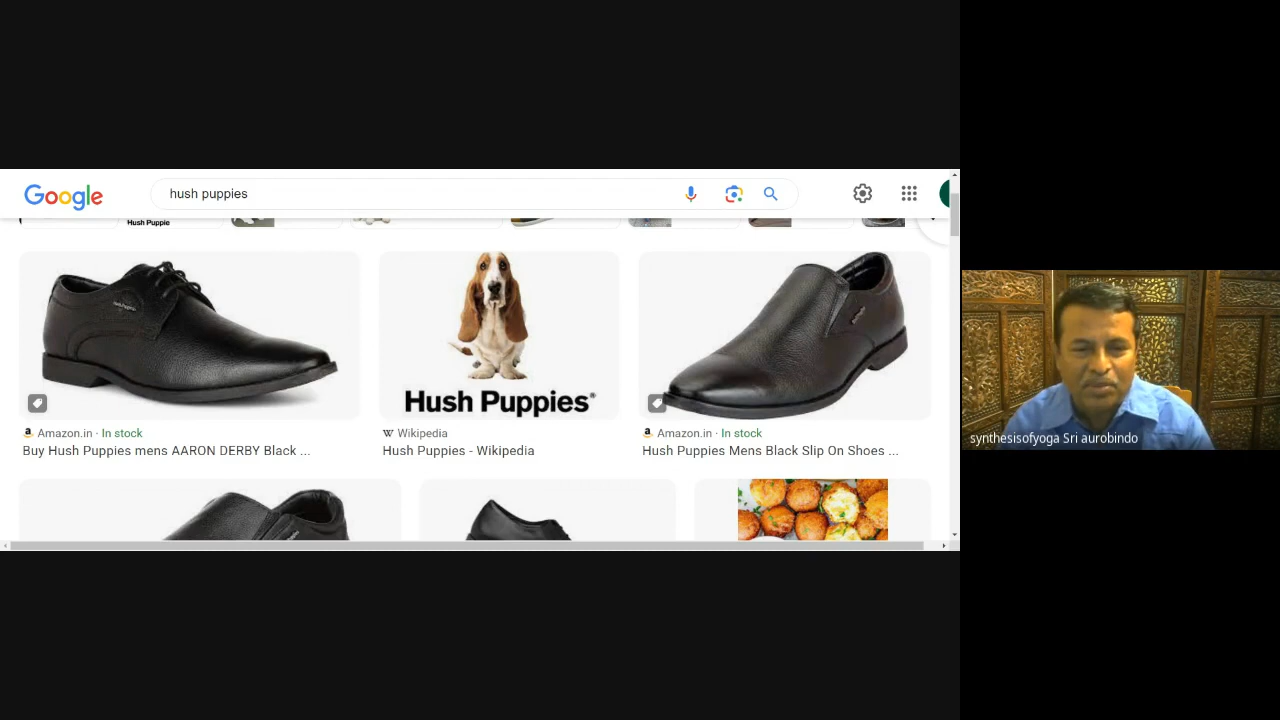 Google
hush puppies
Hush Puppie
Hush Puppies®
Amazon.in · In stock
Buy Hush Puppies mens AARON DERBY Black ...
Wikipedia
Hush Puppies - Wikipedia
Amazon.in · In stock
Hush Puppies Mens Black Slip On Shoes ...
synthesisofyoga Sri aurobindo